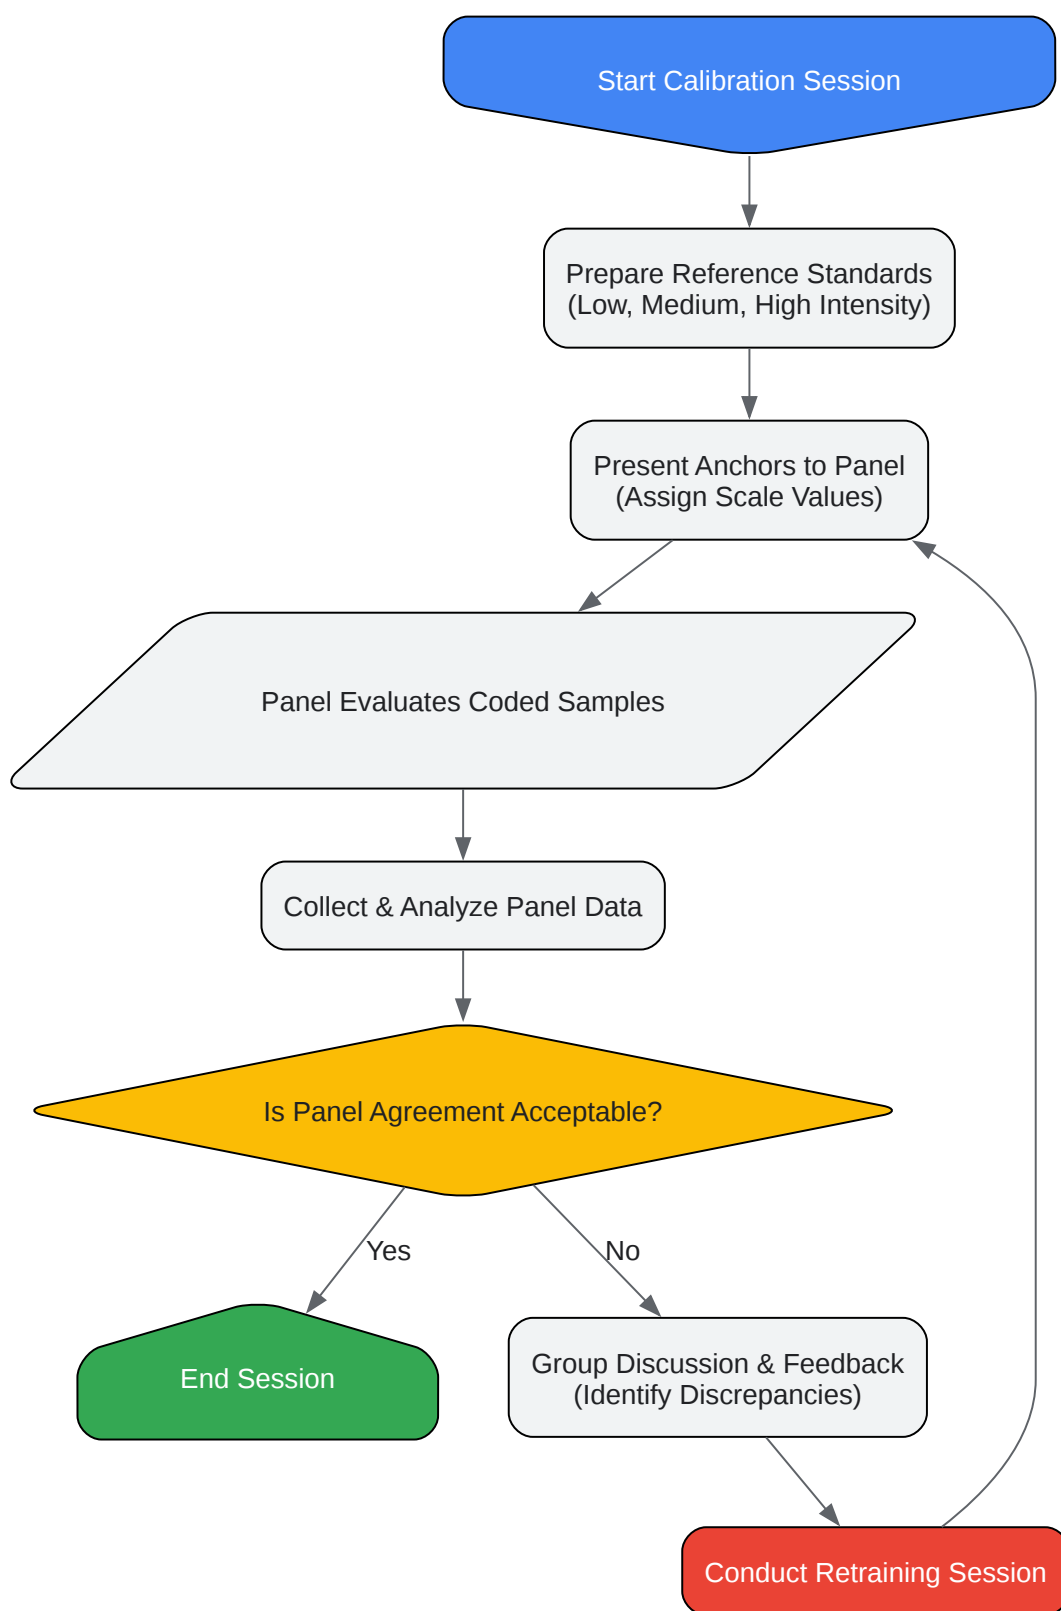 Start Calibration Session
Prepare Reference Standards
(Low, Medium, High Intensity)
Present Anchors to Panel
(Assign Scale Values)
Panel Evaluates Coded Samples
Collect & Analyze Panel Data
Is Panel Agreement Acceptable?
Yes
No
End Session
Group Discussion & Feedback
(Identify Discrepancies)
Conduct Retraining Session